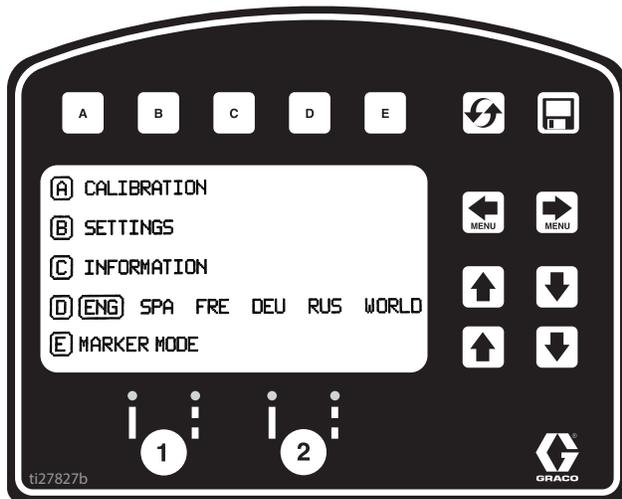 A B C D E
A CALIBRATION
MENU MENU
B SETTINGS
C INFORMATION
D ENG SPA FRE DEU RUS WORLD
E MARKER MODE
1 2
ti27827b
GRACO